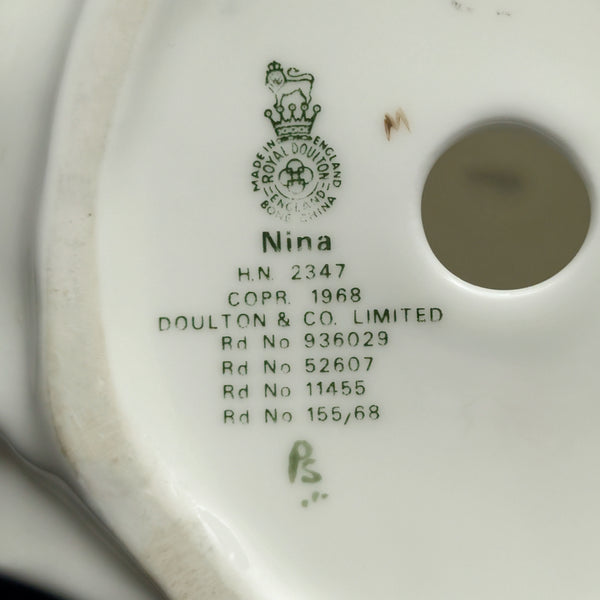 MADE IN ENGLAND
ROYAL DOULTON
ENGLAND
BONE CHINA
M
Nina
H.N. 2347
COPR. 1968
DOULTON & CO. LIMITED
Rd No 936029
Rd No 52607
Rd No 11455
Rd No 155/68
Ps